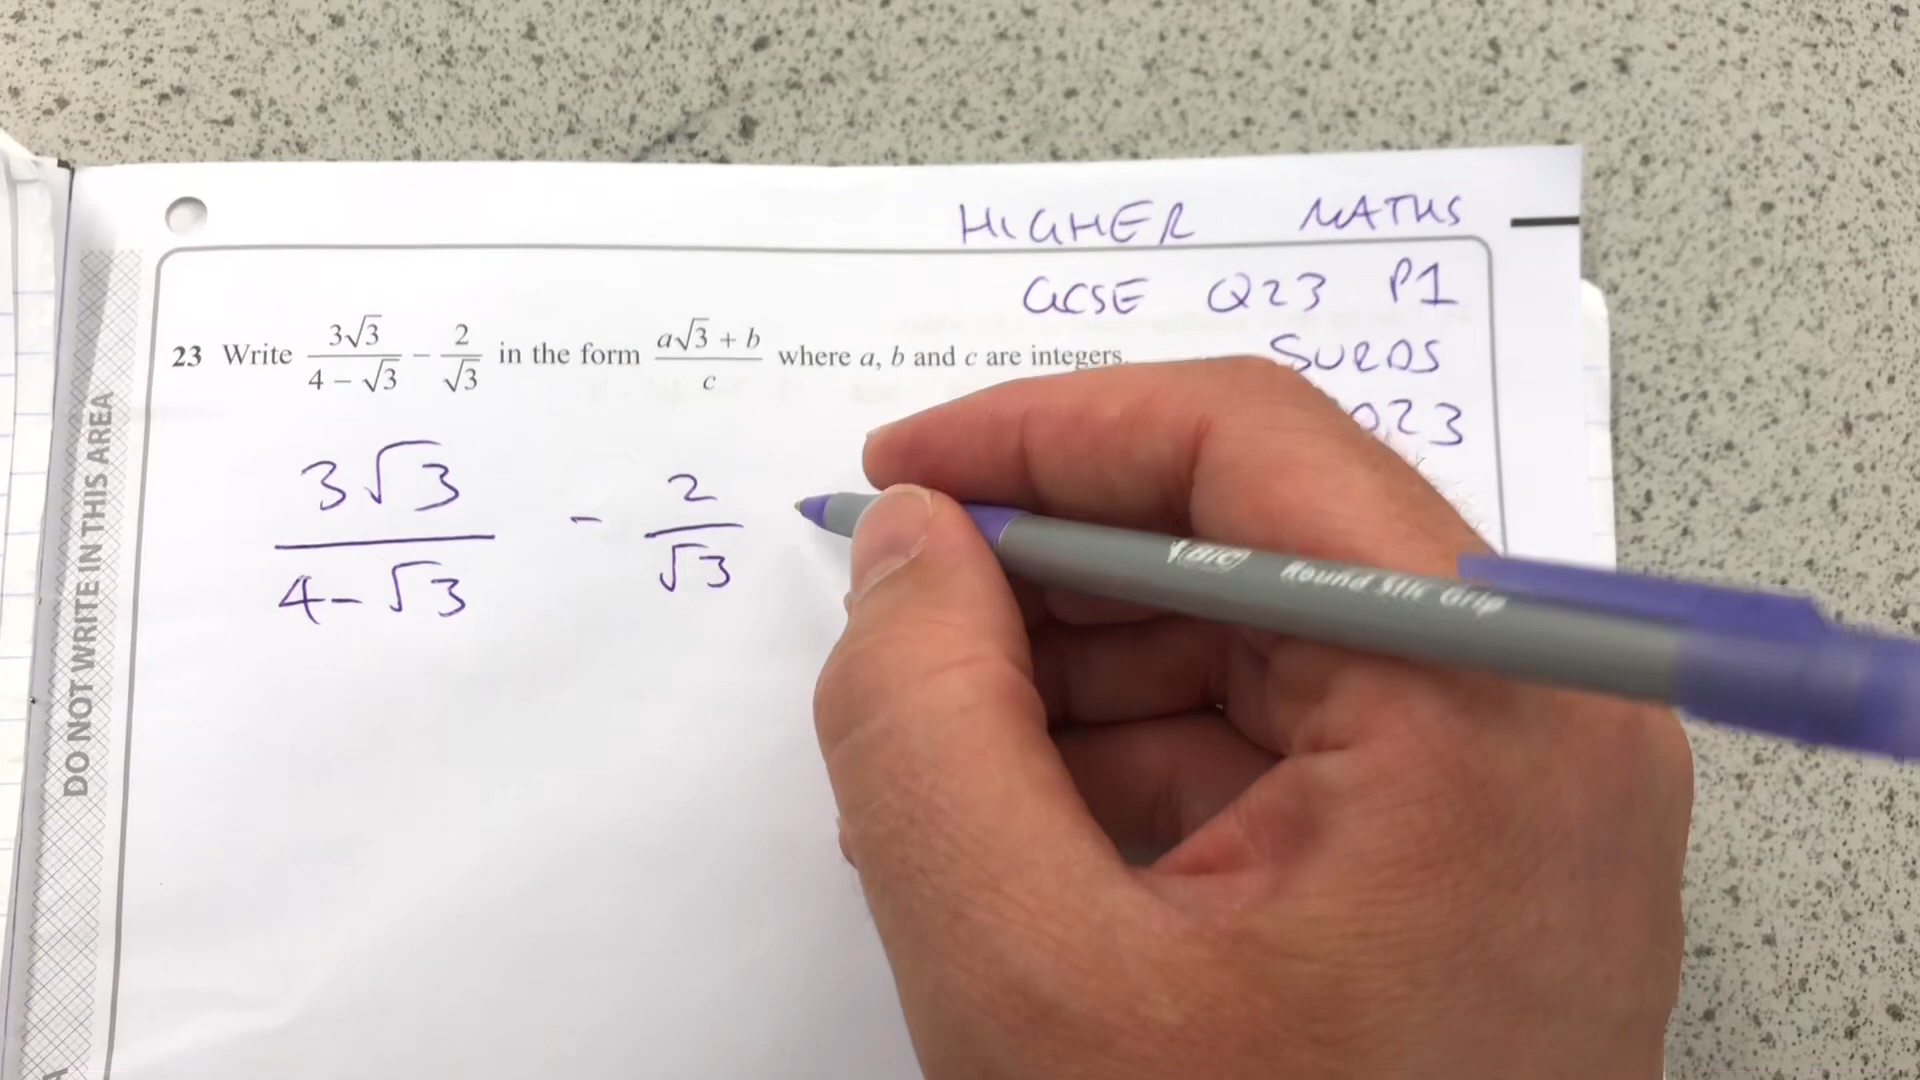 HIGHER MATHS
GCSE Q23 P1
SURDS
023
23 Write 3√3/(4 − √3) − 2/√3 in the form (a√3 + b)/c where a, b and c are integers.
3√3/(4-√3) - 2/√3
DO NOT WRITE IN THIS AREA
BIC Round Stic Grip